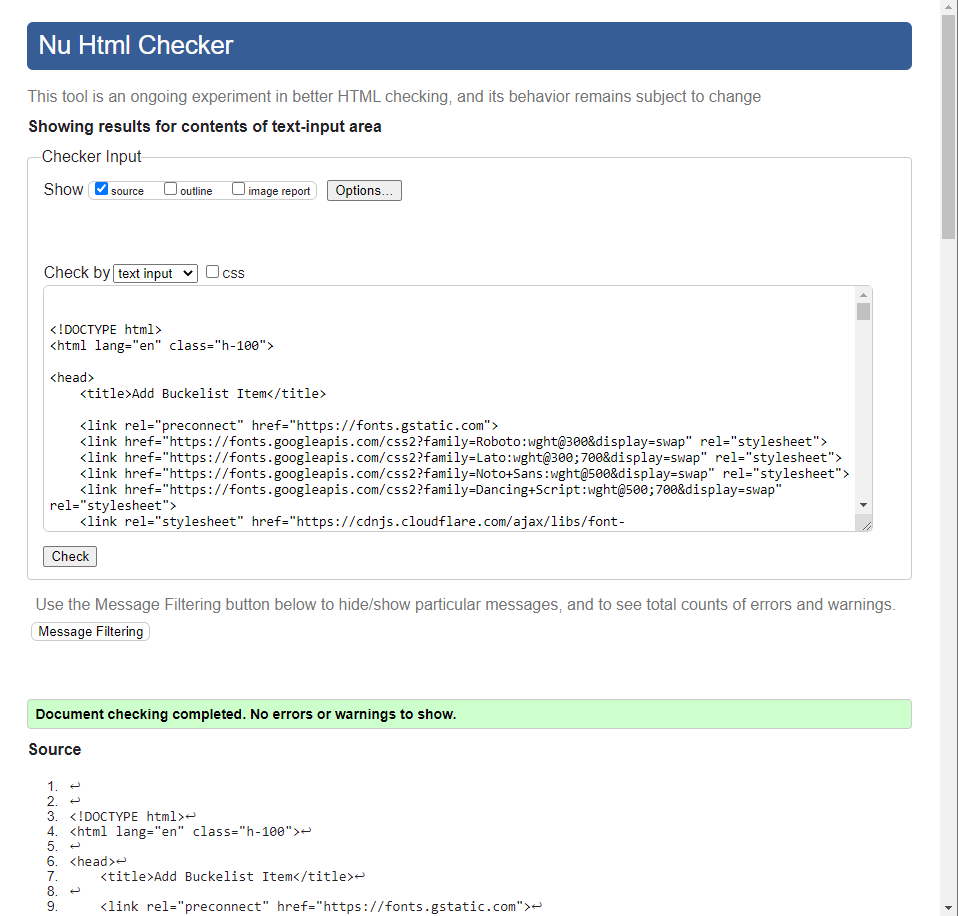 Nu Html Checker
This tool is an ongoing experiment in better HTML checking, and its behavior remains subject to change
Showing results for contents of text-input area
Checker Input
Show source outline image report Options...
Check by text input css
<!DOCTYPE html>
<html lang="en" class="h-100">
<head>
<title>Add Buckelist Item</title>
<link rel="preconnect" href="https://fonts.gstatic.com">
<link href="https://fonts.googleapis.com/css2?family=Roboto:wght@300&display=swap" rel="stylesheet">
<link href="https://fonts.googleapis.com/css2?family=Lato:wght@300;700&display=swap" rel="stylesheet">
<link href="https://fonts.googleapis.com/css2?family=Noto+Sans:wght@500&display=swap" rel="stylesheet">
<link href="https://fonts.googleapis.com/css2?family=Dancing+Script:wght@500;700&display=swap"
rel="stylesheet">
<link rel="stylesheet" href="https://cdnjs.cloudflare.com/ajax/libs/font-
Check
Use the Message Filtering button below to hide/show particular messages, and to see total counts of errors and warnings.
Message Filtering
Document checking completed. No errors or warnings to show.
Source
1. ↩
2. ↩
3. <!DOCTYPE html>↩
4. <html lang="en" class="h-100">↩
5. ↩
6. <head>↩
7. <title>Add Buckelist Item</title>↩
8. ↩
9. <link rel="preconnect" href="https://fonts.gstatic.com">↩